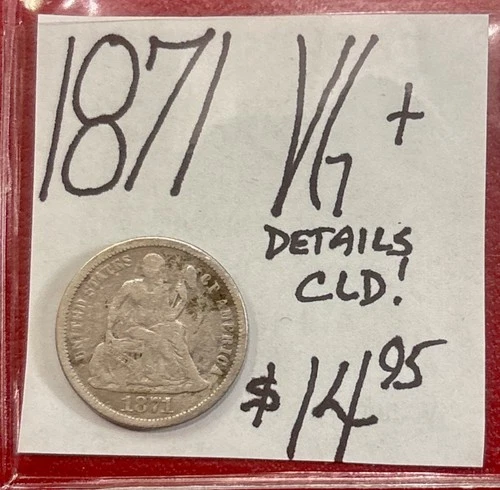 1871 VG+
DETAILS
CLD!
$14.95
UNITED STATES OF AMERICA
1871